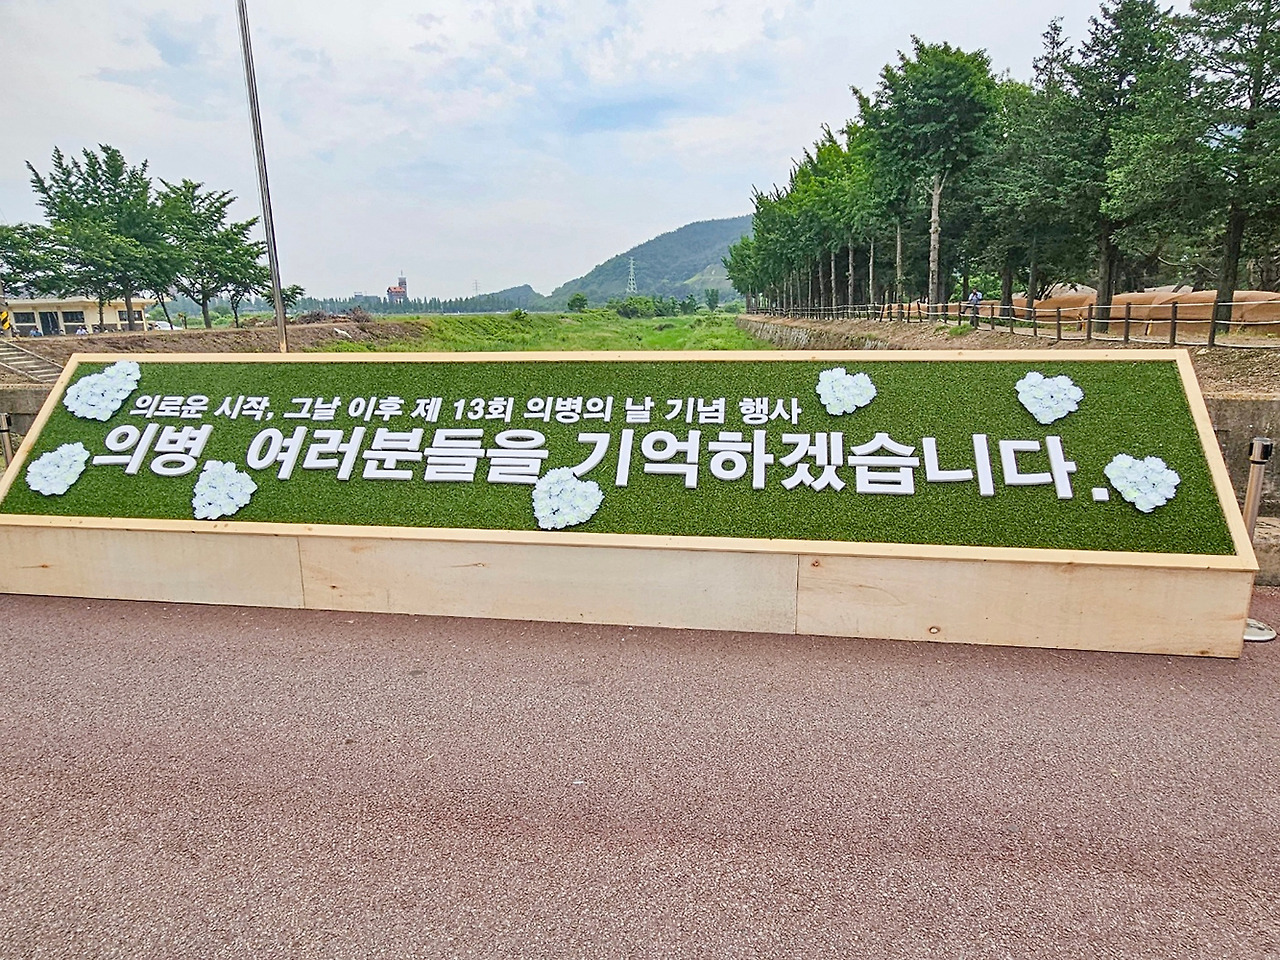 의로운 시작, 그날 이후 제 13회 의병의 날 기념 행사
의병 여러분들을 기억하겠습니다.